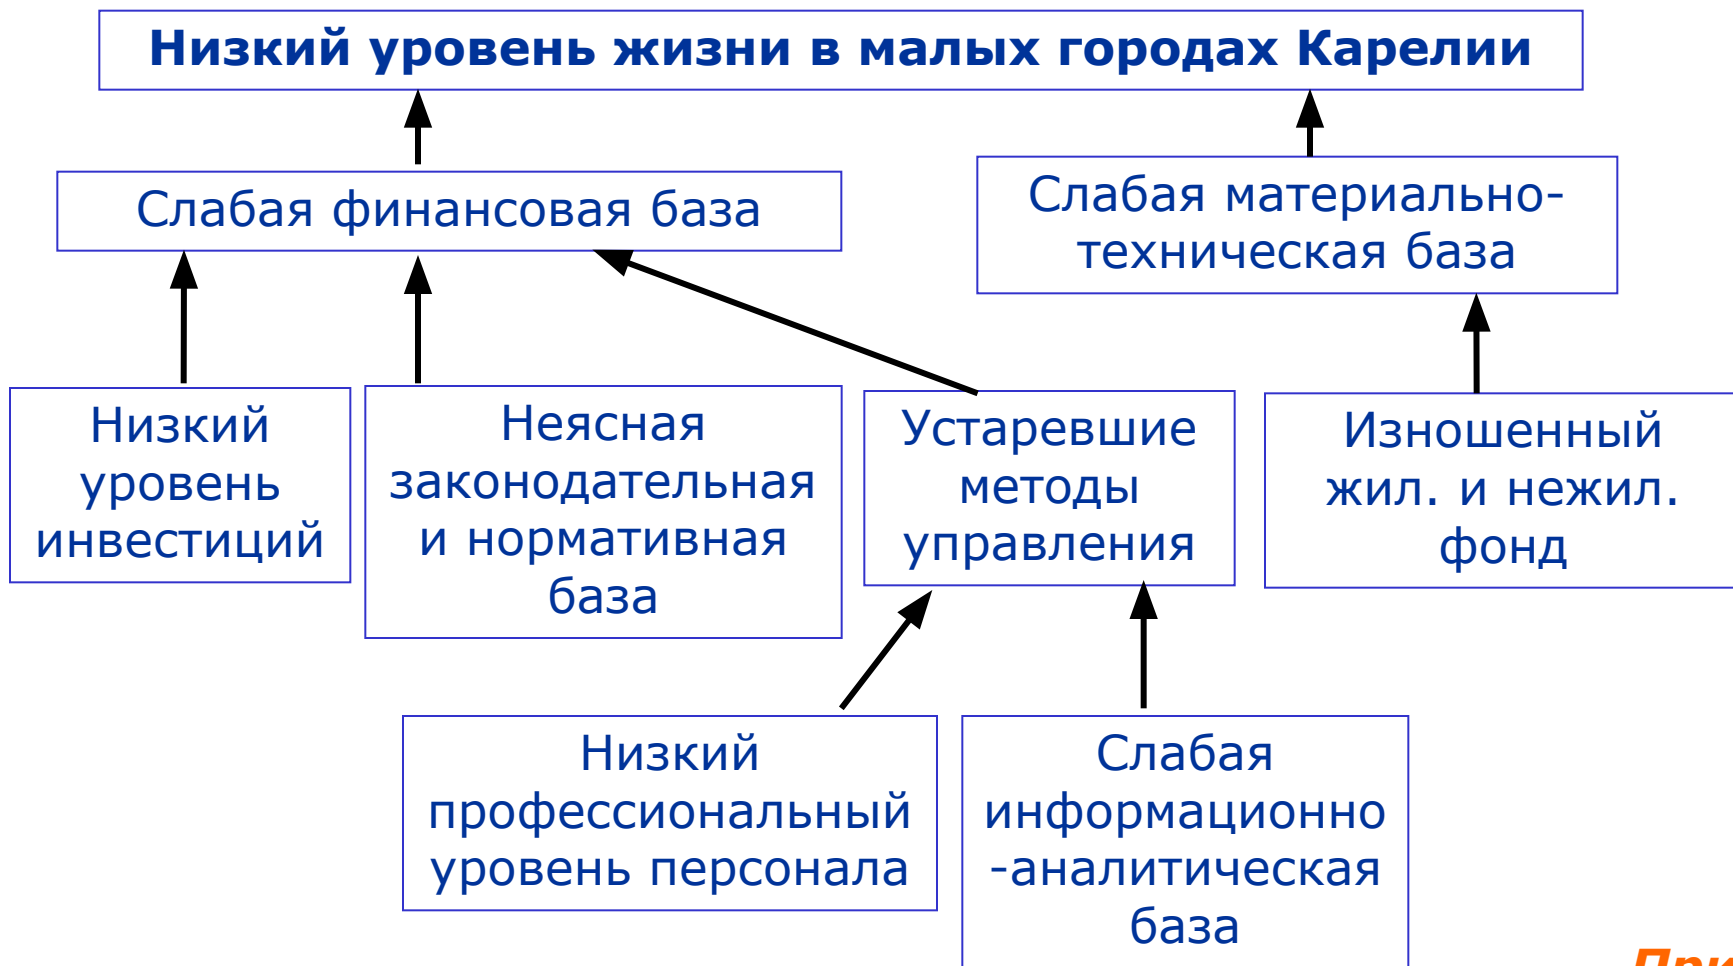 Низкий уровень жизни в малых городах Карелии
Слабая финансовая база
Слабая материально-
техническая база
Низкий
уровень
инвестиций
Неясная
законодательная
и нормативная
база
Устаревшие
методы
управления
Изношенный
жил. и нежил.
фонд
Низкий
профессиональный
уровень персонала
Слабая
информационно
-аналитическая
база